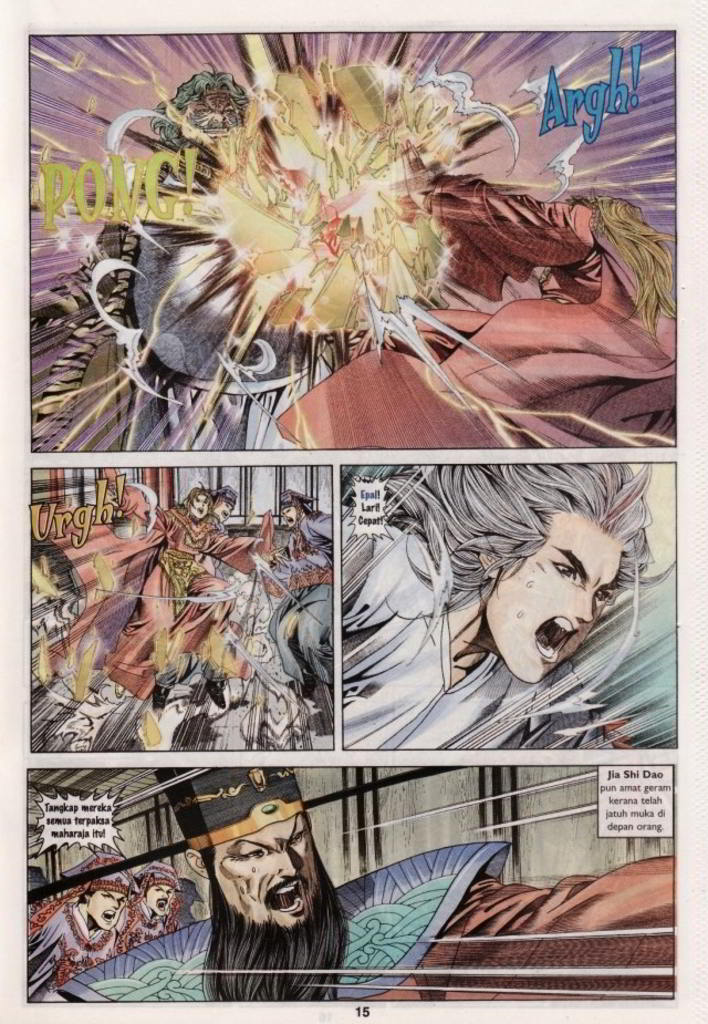 Argh!
PONG!
Urgh!
Epal!
Lari!
Cepat!
Tangkap mereka
semua terpaksa
maharaja itu!
Jia Shi Dao
pun amat geram
kerana telah
jatuh muka di
depan orang.
15